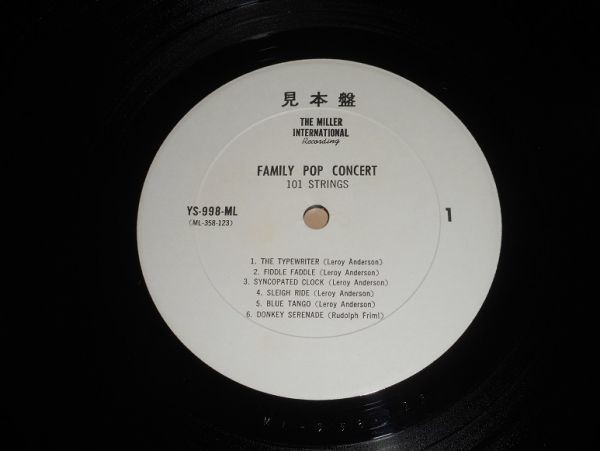 見本盤
THE MILLER
INTERNATIONAL
Recording
FAMILY POP CONCERT
101 STRINGS
YS-998-ML
(ML-358-123)
1
1. THE TYPEWRITER (Leroy Anderson)
2. FIDDLE FADDLE (Leroy Anderson)
3. SYNCOPATED CLOCK (Leroy Anderson)
4. SLEIGH RIDE (Leroy Anderson)
5. BLUE TANGO (Leroy Anderson)
6. DONKEY SERENADE (Rudolph Friml)